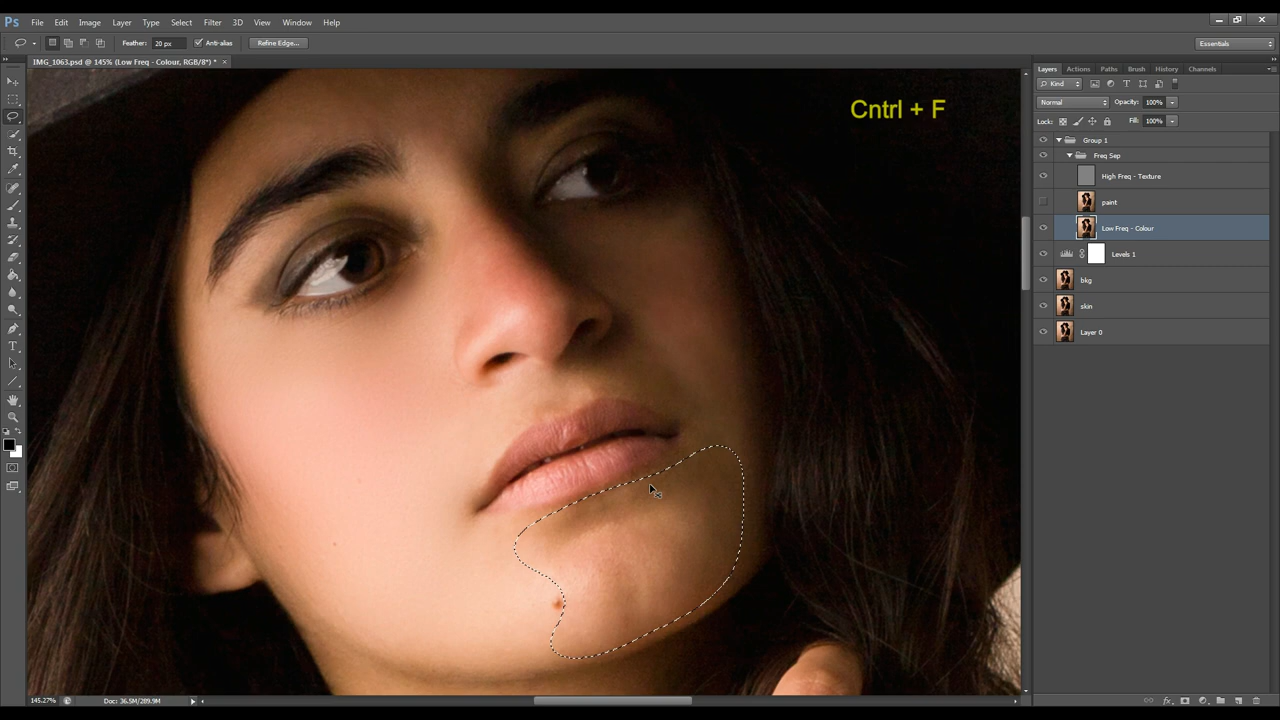 Ps File Edit Image Layer Type Select Filter 3D View Window Help
Feather: 20 px Anti-alias Refine Edge... Essentials
IMG_1063.psd @ 145% (Low Freq - Colour, RGB/8*) * ×
Layers Actions Paths Brush History Channels
Kind
Normal Opacity: 100%
Lock: Fill: 100%
Cntrl + F
Group 1
Freq Sep
High Freq - Texture
paint
Low Freq - Colour
Levels 1
bkg
skin
Layer 0
145.27% Doc: 36.5M/289.9M